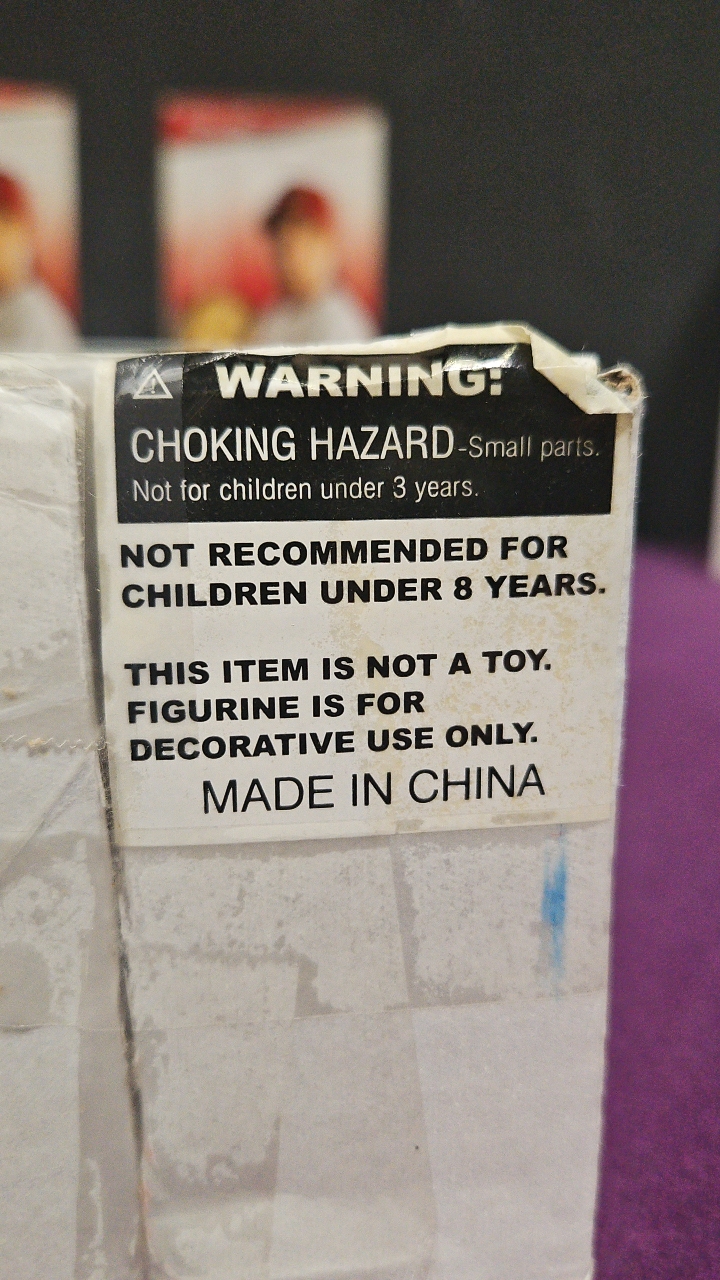 WARNING:
CHOKING HAZARD-Small parts.
Not for children under 3 years.
NOT RECOMMENDED FOR
CHILDREN UNDER 8 YEARS.
THIS ITEM IS NOT A TOY.
FIGURINE IS FOR
DECORATIVE USE ONLY.
MADE IN CHINA